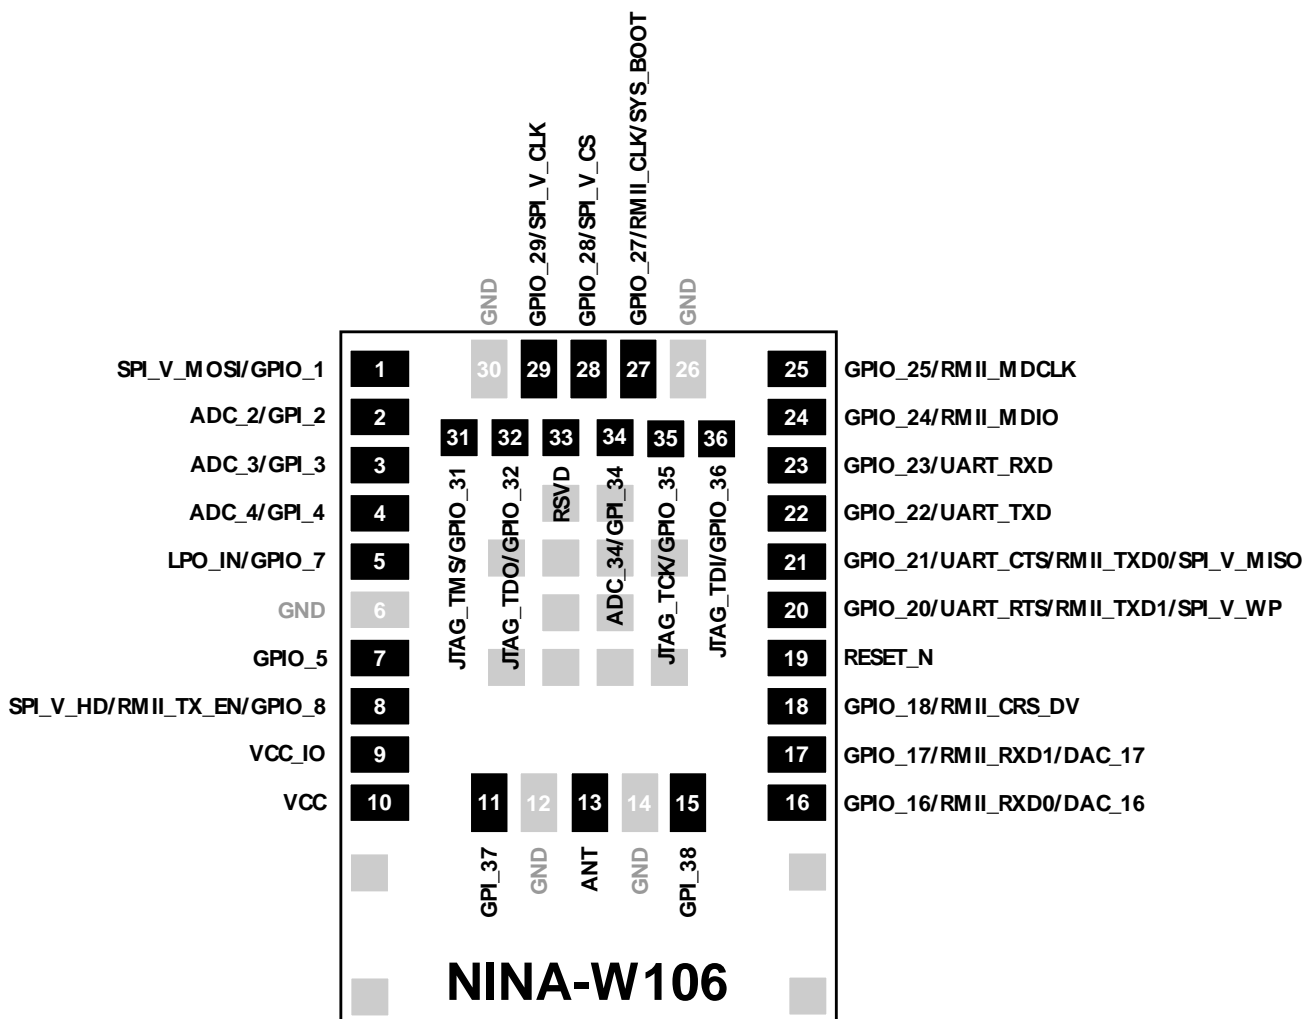 GND
GPIO_29/SPI_V_CLK
GPIO_28/SPI_V_CS
GPIO_27/RMII_CLK/SYS_BOOT
GND
30
29
28
27
26
SPI_V_MOSI/GPIO_1
1
ADC_2/GPI_2
2
ADC_3/GPI_3
3
ADC_4/GPI_4
4
LPO_IN/GPIO_7
5
GND
6
GPIO_5
7
SPI_V_HD/RMII_TX_EN/GPIO_8
8
VCC_IO
9
VCC
10
31
32
33
34
35
36
JTAG_TMS/GPIO_31
JTAG_TDO/GPIO_32
RSVD
ADC_34/GPI_34
JTAG_TCK/GPIO_35
JTAG_TDI/GPIO_36
25
GPIO_25/RMII_MDCLK
24
GPIO_24/RMII_MDIO
23
GPIO_23/UART_RXD
22
GPIO_22/UART_TXD
21
GPIO_21/UART_CTS/RMII_TXD0/SPI_V_MISO
20
GPIO_20/UART_RTS/RMII_TXD1/SPI_V_WP
19
RESET_N
18
GPIO_18/RMII_CRS_DV
17
GPIO_17/RMII_RXD1/DAC_17
16
GPIO_16/RMII_RXD0/DAC_16
11
12
13
14
15
GPI_37
GND
ANT
GND
GPI_38
NINA-W106